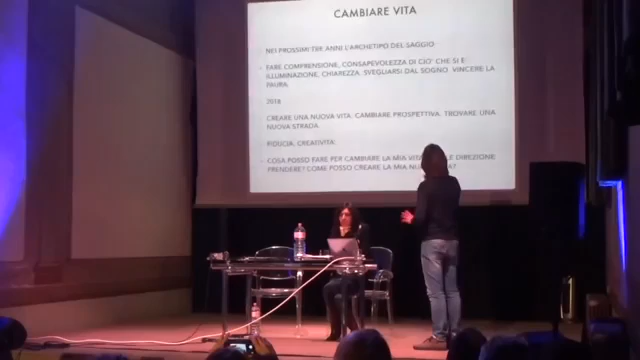 CAMBIARE VITA
NEI PROSSIMI TRE ANNI L'ARCHETIPO DEL SAGGIO
FARE COMPRENSIONE, CONSAPEVOLEZZA DI CIO' CHE SI E'
ILLUMINAZIONE, CHIAREZZA. SVEGLIARSI DAL SOGNO. VINCERE LA
PAURA.
2018
CREARE UNA NUOVA VITA. CAMBIARE PROSPETTIVA. TROVARE UNA
NUOVA STRADA.
FIDUCIA. CREATIVITA'
COSA POSSO FARE PER CAMBIARE LA MIA VITA DIREZIONE
PRENDERE? COME POSSO CREARE LA MIA